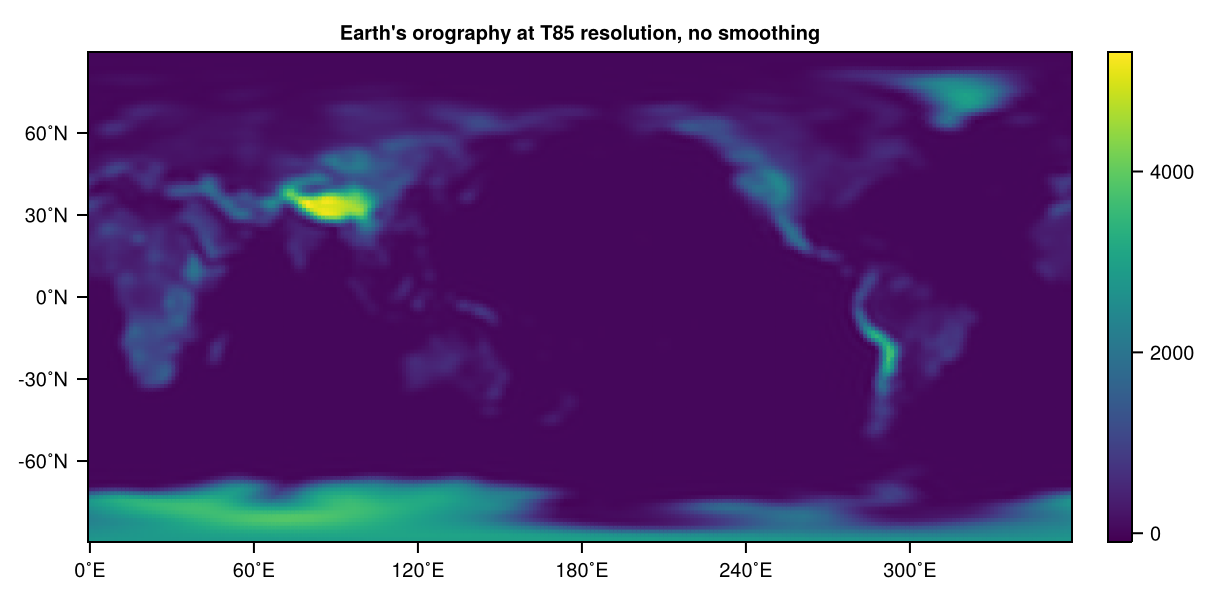 Earth's orography at T85 resolution, no smoothing
60˚N
30˚N
0˚N
-30˚N
-60˚N
0˚E
60˚E
120˚E
180˚E
240˚E
300˚E
4000
2000
0